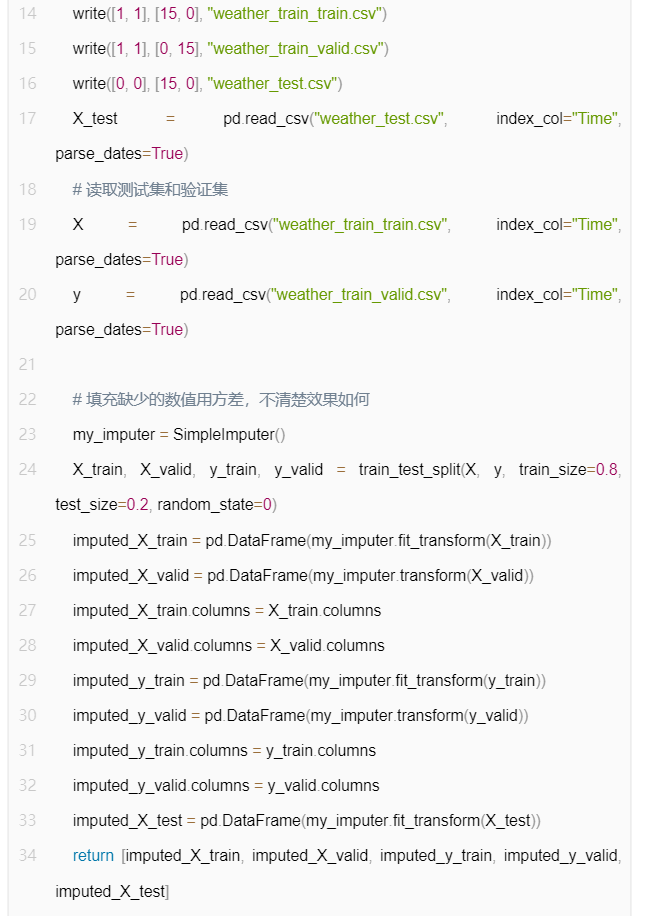 14 write([1, 1], [15, 0], "weather_train_train.csv")
15 write([1, 1], [0, 15], "weather_train_valid.csv")
16 write([0, 0], [15, 0], "weather_test.csv")
17 X_test = pd.read_csv("weather_test.csv", index_col="Time",
parse_dates=True)
18 # 读取测试集和验证集
19 X = pd.read_csv("weather_train_train.csv", index_col="Time",
parse_dates=True)
20 y = pd.read_csv("weather_train_valid.csv", index_col="Time",
parse_dates=True)
21
22 # 填充缺少的数值用方差，不清楚效果如何
23 my_imputer = SimpleImputer()
24 X_train, X_valid, y_train, y_valid = train_test_split(X, y, train_size=0.8,
test_size=0.2, random_state=0)
25 imputed_X_train = pd.DataFrame(my_imputer.fit_transform(X_train))
26 imputed_X_valid = pd.DataFrame(my_imputer.transform(X_valid))
27 imputed_X_train.columns = X_train.columns
28 imputed_X_valid.columns = X_valid.columns
29 imputed_y_train = pd.DataFrame(my_imputer.fit_transform(y_train))
30 imputed_y_valid = pd.DataFrame(my_imputer.transform(y_valid))
31 imputed_y_train.columns = y_train.columns
32 imputed_y_valid.columns = y_valid.columns
33 imputed_X_test = pd.DataFrame(my_imputer.fit_transform(X_test))
34 return [imputed_X_train, imputed_X_valid, imputed_y_train, imputed_y_valid,
imputed_X_test]